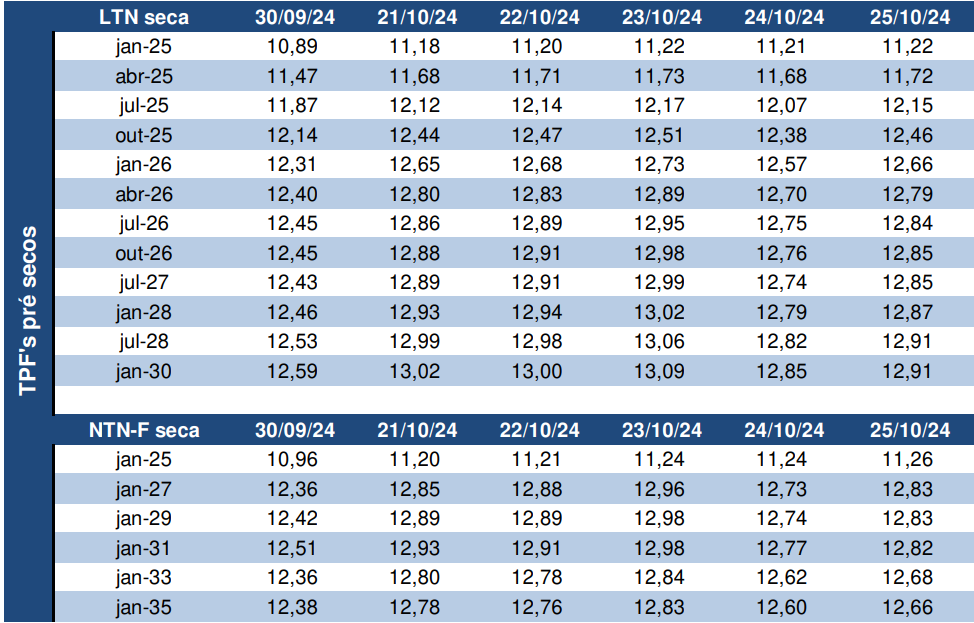 TPF's pré secos
LTN seca 30/09/24 21/10/24 22/10/24 23/10/24 24/10/24 25/10/24
jan-25 10,89 11,18 11,20 11,22 11,21 11,22
abr-25 11,47 11,68 11,71 11,73 11,68 11,72
jul-25 11,87 12,12 12,14 12,17 12,07 12,15
out-25 12,14 12,44 12,47 12,51 12,38 12,46
jan-26 12,31 12,65 12,68 12,73 12,57 12,66
abr-26 12,40 12,80 12,83 12,89 12,70 12,79
jul-26 12,45 12,86 12,89 12,95 12,75 12,84
out-26 12,45 12,88 12,91 12,98 12,76 12,85
jul-27 12,43 12,89 12,91 12,99 12,74 12,85
jan-28 12,46 12,93 12,94 13,02 12,79 12,87
jul-28 12,53 12,99 12,98 13,06 12,82 12,91
jan-30 12,59 13,02 13,00 13,09 12,85 12,91
NTN-F seca 30/09/24 21/10/24 22/10/24 23/10/24 24/10/24 25/10/24
jan-25 10,96 11,20 11,21 11,24 11,24 11,26
jan-27 12,36 12,85 12,88 12,96 12,73 12,83
jan-29 12,42 12,89 12,89 12,98 12,74 12,83
jan-31 12,51 12,93 12,91 12,98 12,77 12,82
jan-33 12,36 12,80 12,78 12,84 12,62 12,68
jan-35 12,38 12,78 12,76 12,83 12,60 12,66